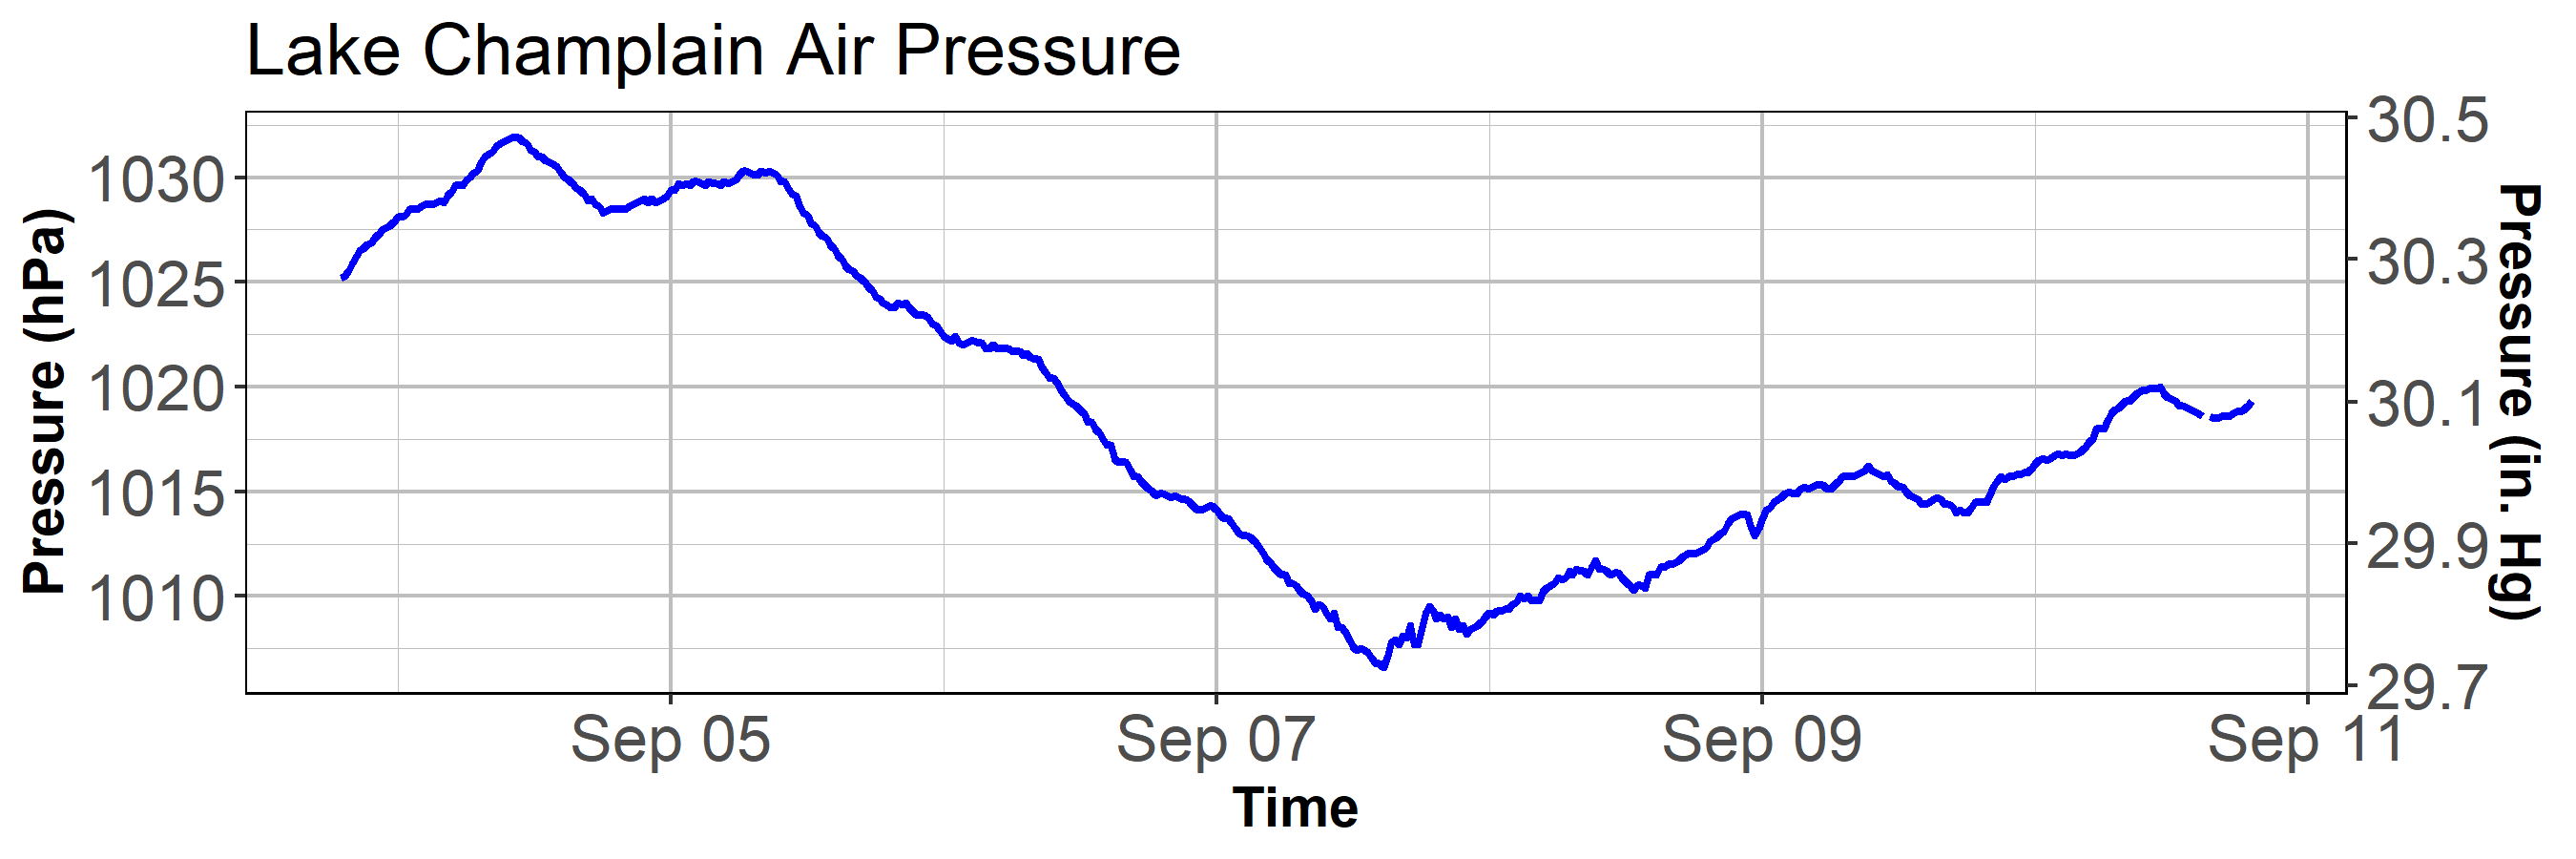 Lake Champlain Air Pressure
Pressure (hPa)
1030
1025
1020
1015
1010
30.5
30.3
30.1
29.9
29.7
Pressure (in. Hg)
Sep 05
Sep 07
Sep 09
Sep 11
Time